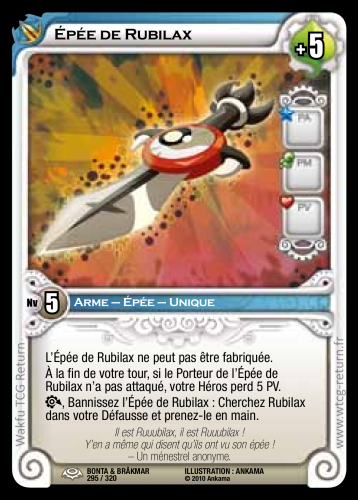 Épée de Rubilax
+5
PA
PM
PV
Nv 5 Arme – Épée – Unique
L'Épée de Rubilax ne peut pas être fabriquée.
À la fin de votre tour, si le Porteur de l'Épée de
Rubilax n'a pas attaqué, votre Héros perd 5 PV.
, Bannissez l'Épée de Rubilax : Cherchez Rubilax
dans votre Défausse et prenez-le en main.
Il est Ruuubilax, il est Ruuubilax !
Y'en a même qui disent qu'ils ont vu son épée !
– Un ménestrel anonyme.
Wakfu TCG Return
www.wtcg-return.fr
BONTA & BRÂKMAR
295 / 320
ILLUSTRATION : ANKAMA
© 2010 Ankama